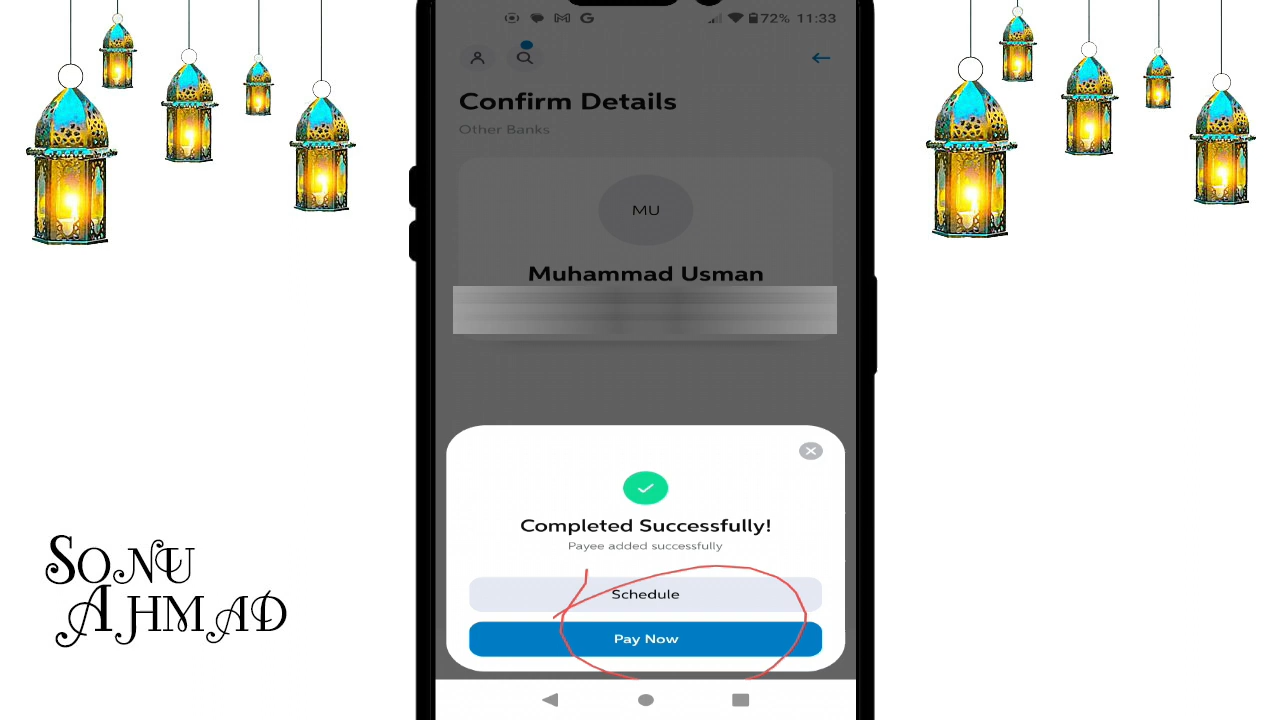 72% 11:33
Confirm Details
Other Banks
MU
Muhammad Usman
Completed Successfully!
Payee added successfully
Schedule
Pay Now
SONU
AHMAD